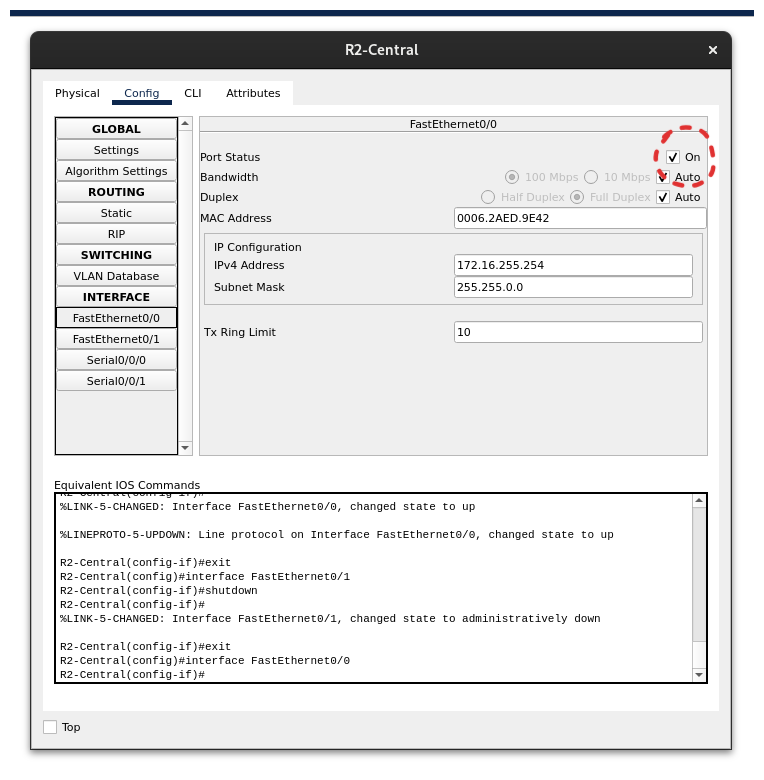 R2-Central
Physical Config CLI Attributes
GLOBAL
Settings
Algorithm Settings
ROUTING
Static
RIP
SWITCHING
VLAN Database
INTERFACE
FastEthernet0/0
FastEthernet0/1
Serial0/0/0
Serial0/0/1
FastEthernet0/0
Port Status On
Bandwidth 100 Mbps 10 Mbps Auto
Duplex Half Duplex Full Duplex Auto
MAC Address 0006.2AED.9E42
IP Configuration
IPv4 Address 172.16.255.254
Subnet Mask 255.255.0.0
Tx Ring Limit 10
Equivalent IOS Commands
R2-Central(config-if)#
%LINK-5-CHANGED: Interface FastEthernet0/0, changed state to up
%LINEPROTO-5-UPDOWN: Line protocol on Interface FastEthernet0/0, changed state to up
R2-Central(config-if)#exit
R2-Central(config)#interface FastEthernet0/1
R2-Central(config-if)#shutdown
R2-Central(config-if)#
%LINK-5-CHANGED: Interface FastEthernet0/1, changed state to administratively down
R2-Central(config-if)#exit
R2-Central(config)#interface FastEthernet0/0
R2-Central(config-if)#
Top